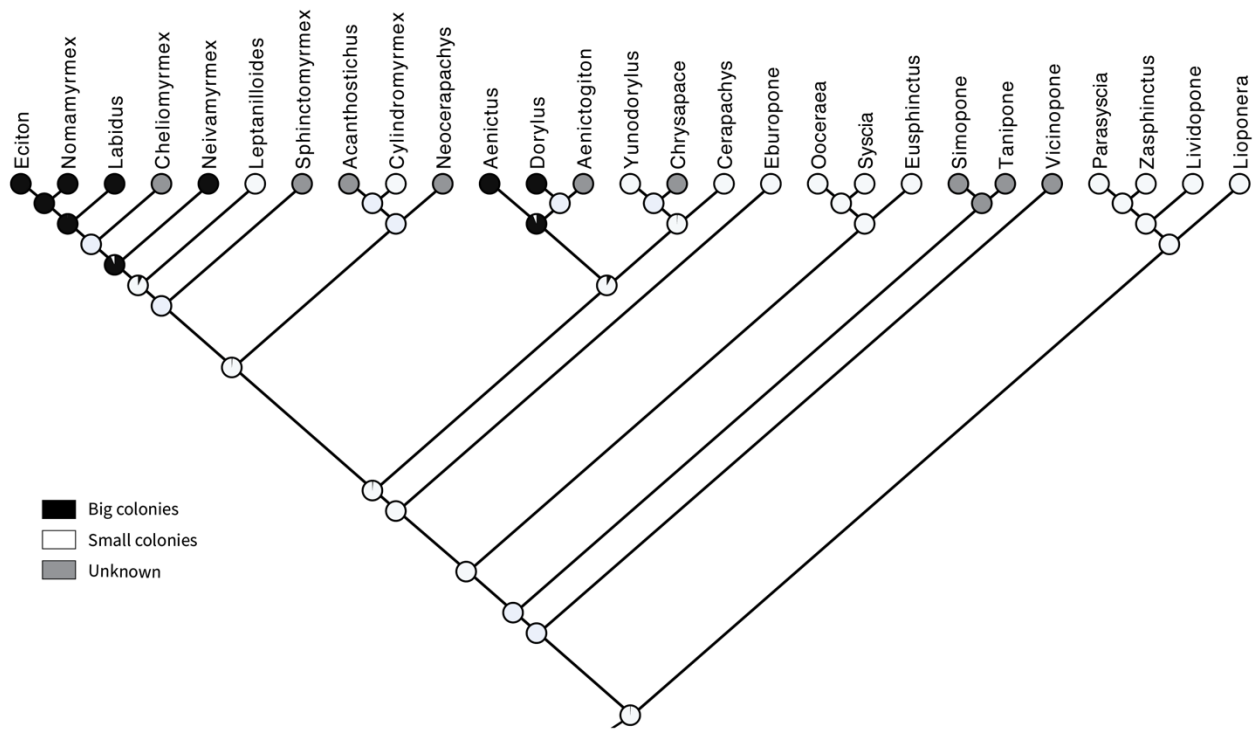 Eciton
Nomamyrmex
Labidus
Cheliomyrmex
Neivamyrmex
Leptanilloides
Sphinctomyrmex
Acanthostichus
Cylindromyrmex
Neocerapachys
Aenictus
Dorylus
Aenictogiton
Yunodorylus
Chrysapace
Cerapachys
Eburopone
Ooceraea
Syscia
Eusphinctus
Simopone
Tanipone
Vicinopone
Parasyscia
Zasphinctus
Lividopone
Lioponera
Big colonies
Small colonies
Unknown